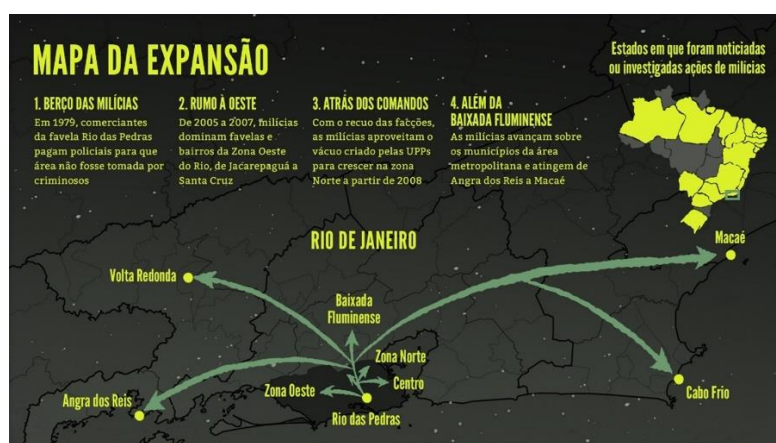 MAPA DA EXPANSÃO
Estados em que foram noticiadas
ou investigadas ações de milícias
1. BERÇO DAS MILÍCIAS
Em 1979, comerciantes
da favela Rio das Pedras
pagam policiais para que
área não fosse tomada por
criminosos
2. RUMO À OESTE
De 2005 a 2007, milícias
dominam favelas e
bairros da Zona Oeste
do Rio, de Jacarepaguá a
Santa Cruz
3. ATRÁS DOS COMANDOS
Com o recuo das facções,
as milícias aproveitam o
vácuo criado pelas UPPs
para crescer na zona
Norte a partir de 2008
4. ALÉM DA
BAIXADA FLUMINENSE
As milícias avançam sobre
os municípios da área
metropolitana e atingem de
Angra dos Reis a Macaé
RIO DE JANEIRO
Macaé
Volta Redonda
Baixada
Fluminense
Zona Norte
Centro
Zona Oeste
Cabo Frio
Angra dos Reis
Rio das Pedras